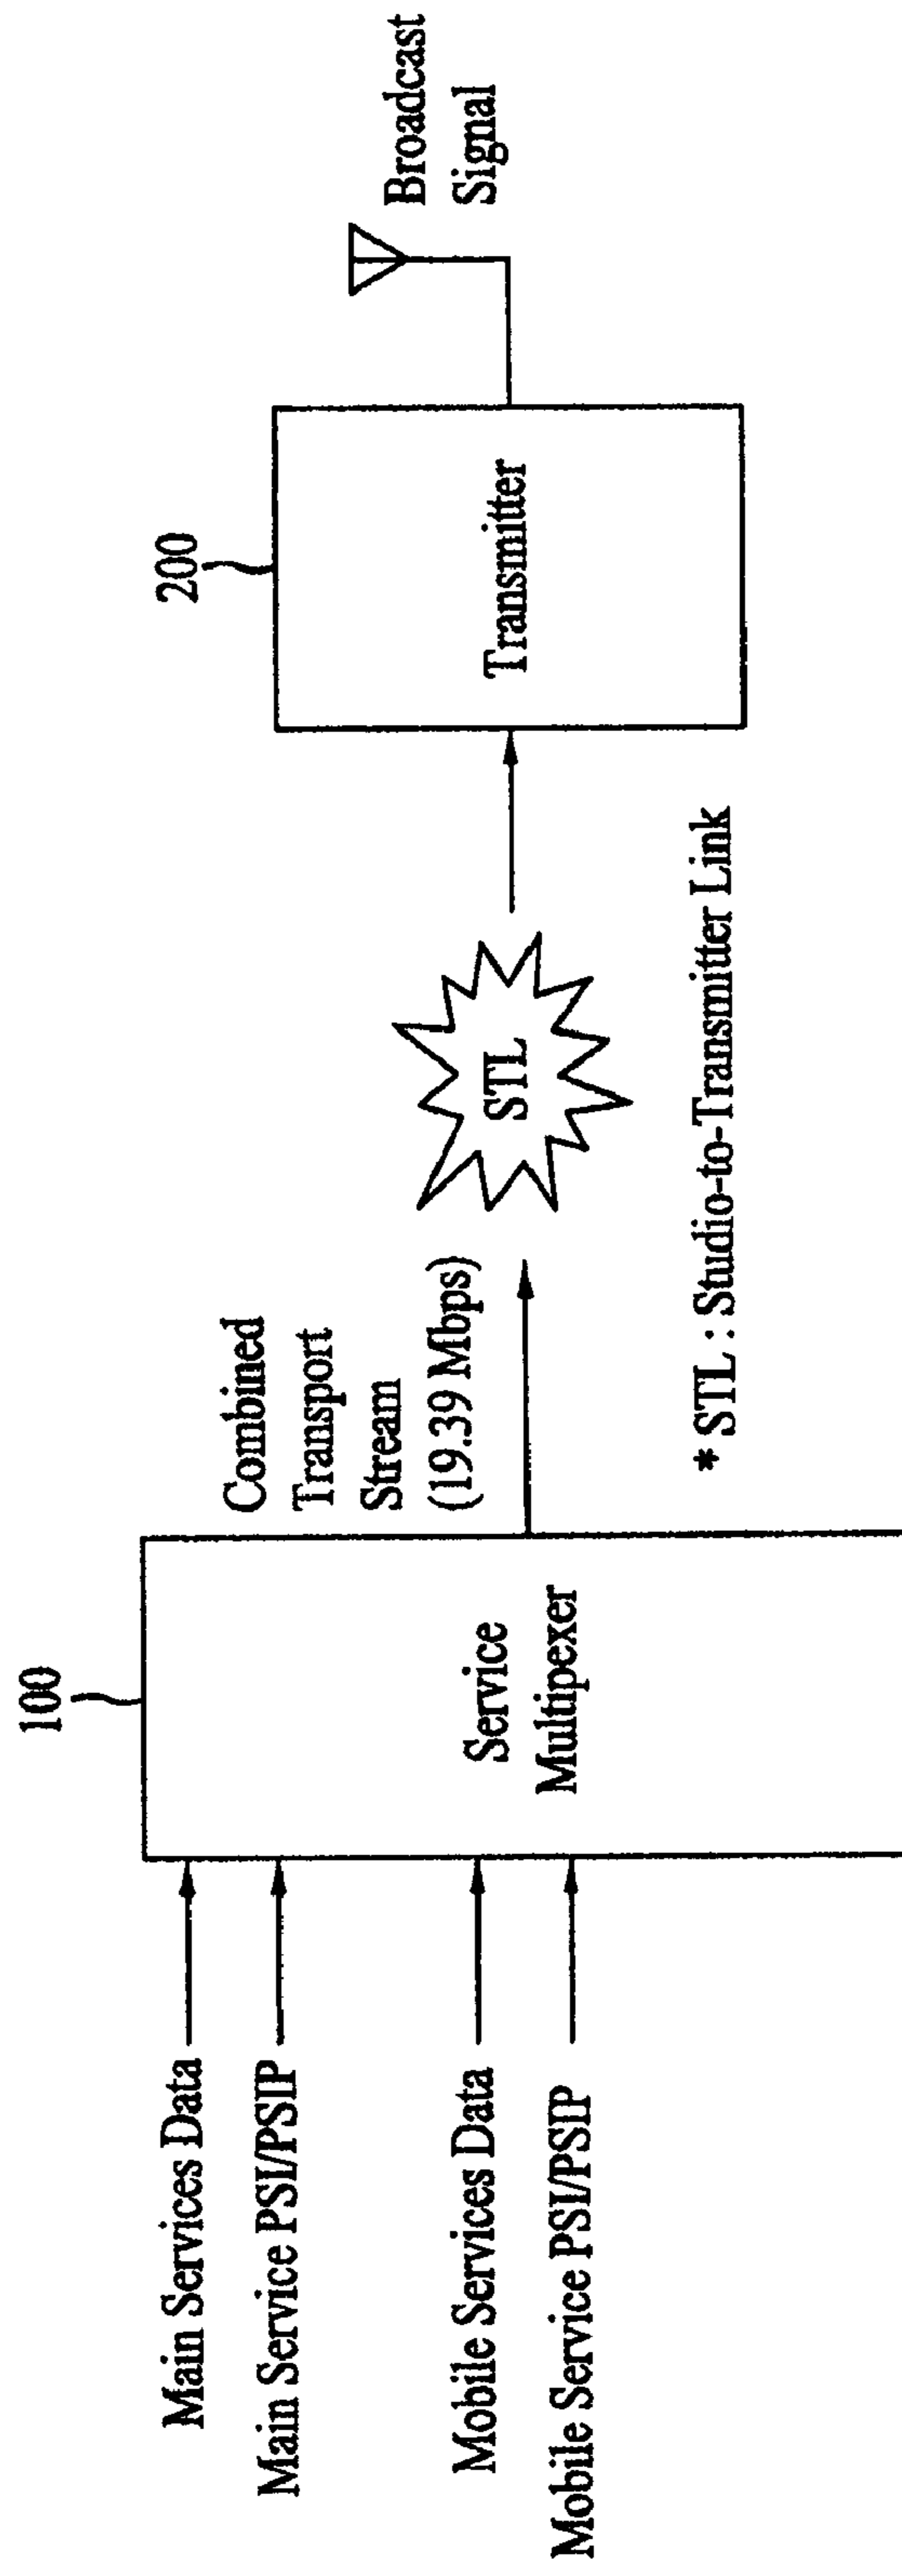 Main Services Data
Main Service PSI/PSIP
Mobile Services Data
Mobile Service PSI/PSIP
100
Service
Multipexer
Combined
Transport
Stream
(19.39 Mbps)
STL
* STL : Studio-to-Transmitter Link
200
Transmitter
Broadcast
Signal